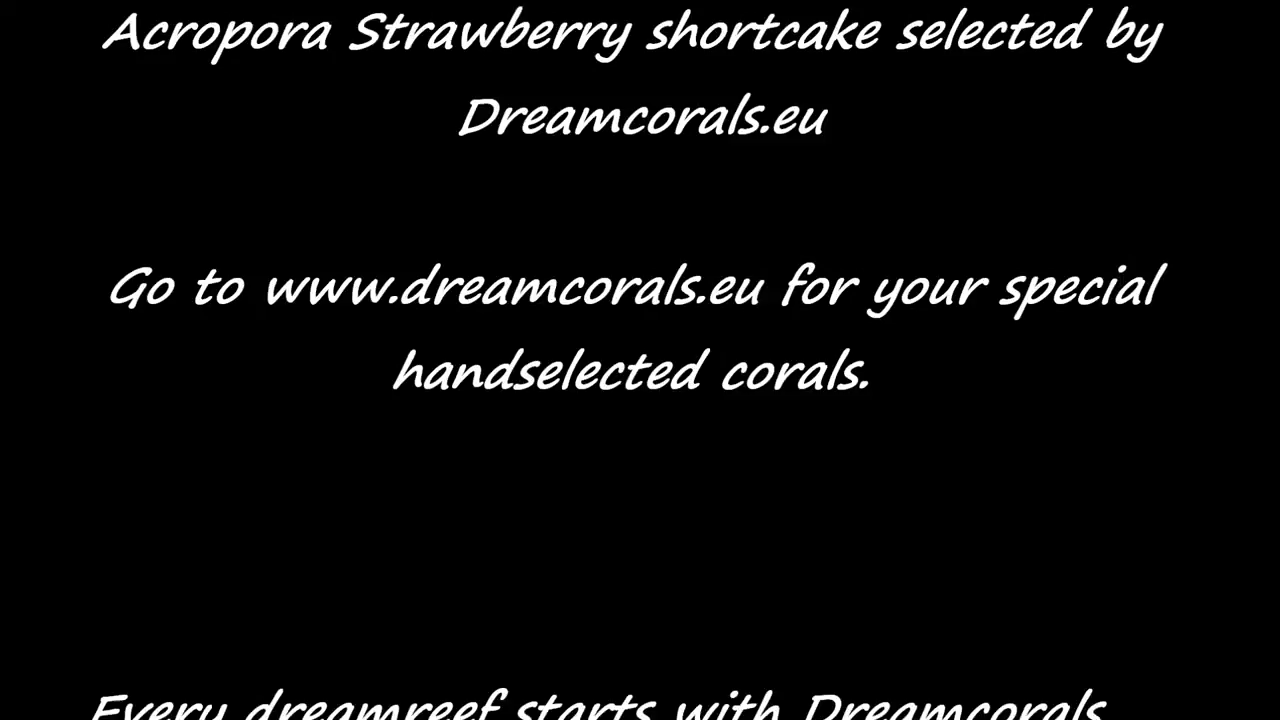 Acropora Strawberry shortcake selected by
Dreamcorals.eu
Go to www.dreamcorals.eu for your special
handselected corals.
Every dreamreef starts with Dreamcorals